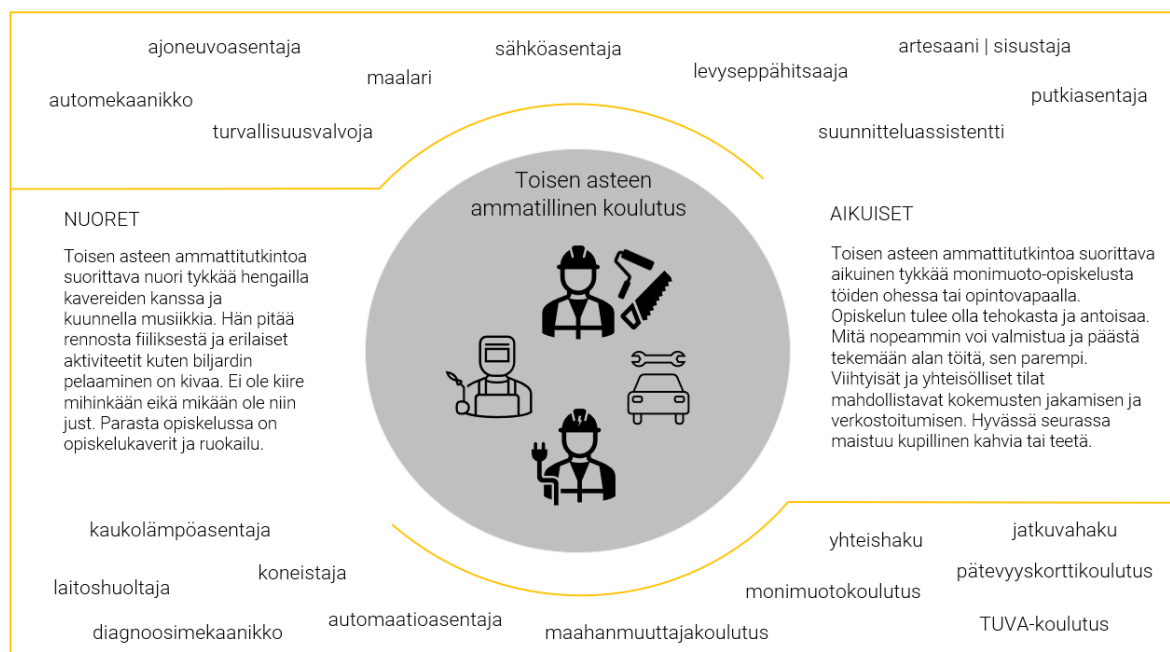 ajoneuvoasentaja
sähköasentaja
artesaani | sisustaja
maalari
levyseppähitsaaja
automekaanikko
putkiasentaja
turvallisuusvalvoja
suunnitteluassistentti
Toisen asteen
ammatillinen koulutus
NUORET
Toisen asteen ammattitutkintoa
suorittava nuori tykkää hengailla
kavereiden kanssa ja
kuunnella musiikkia. Hän pitää
rennosta fiiliksestä ja erilaiset
aktiviteetit kuten biljardin
pelaaminen on kivaa. Ei ole kiire
mihinkään eikä mikään ole niin
just. Parasta opiskelussa on
opiskelukaverit ja ruokailu.
AIKUISET
Toisen asteen ammattitutkintoa suorittava
aikuinen tykkää monimuoto-opiskelusta
töiden ohessa tai opintovapaalla.
Opiskelun tulee olla tehokasta ja antoisaa.
Mitä nopeammin voi valmistua ja päästä
tekemään alan töitä, sen parempi.
Viihtyisät ja yhteisölliset tilat
mahdollistavat kokemusten jakamisen ja
verkostoitumisen. Hyvässä seurassa
maistuu kupillinen kahvia tai teetä.
kaukolämpöasentaja
yhteishaku
jatkuvahaku
koneistaja
pätevyyskorttikoulutus
laitoshuoltaja
monimuotokoulutus
automaatioasentaja
TUVA-koulutus
diagnoosimekaanikko
maahanmuuttajakoulutus